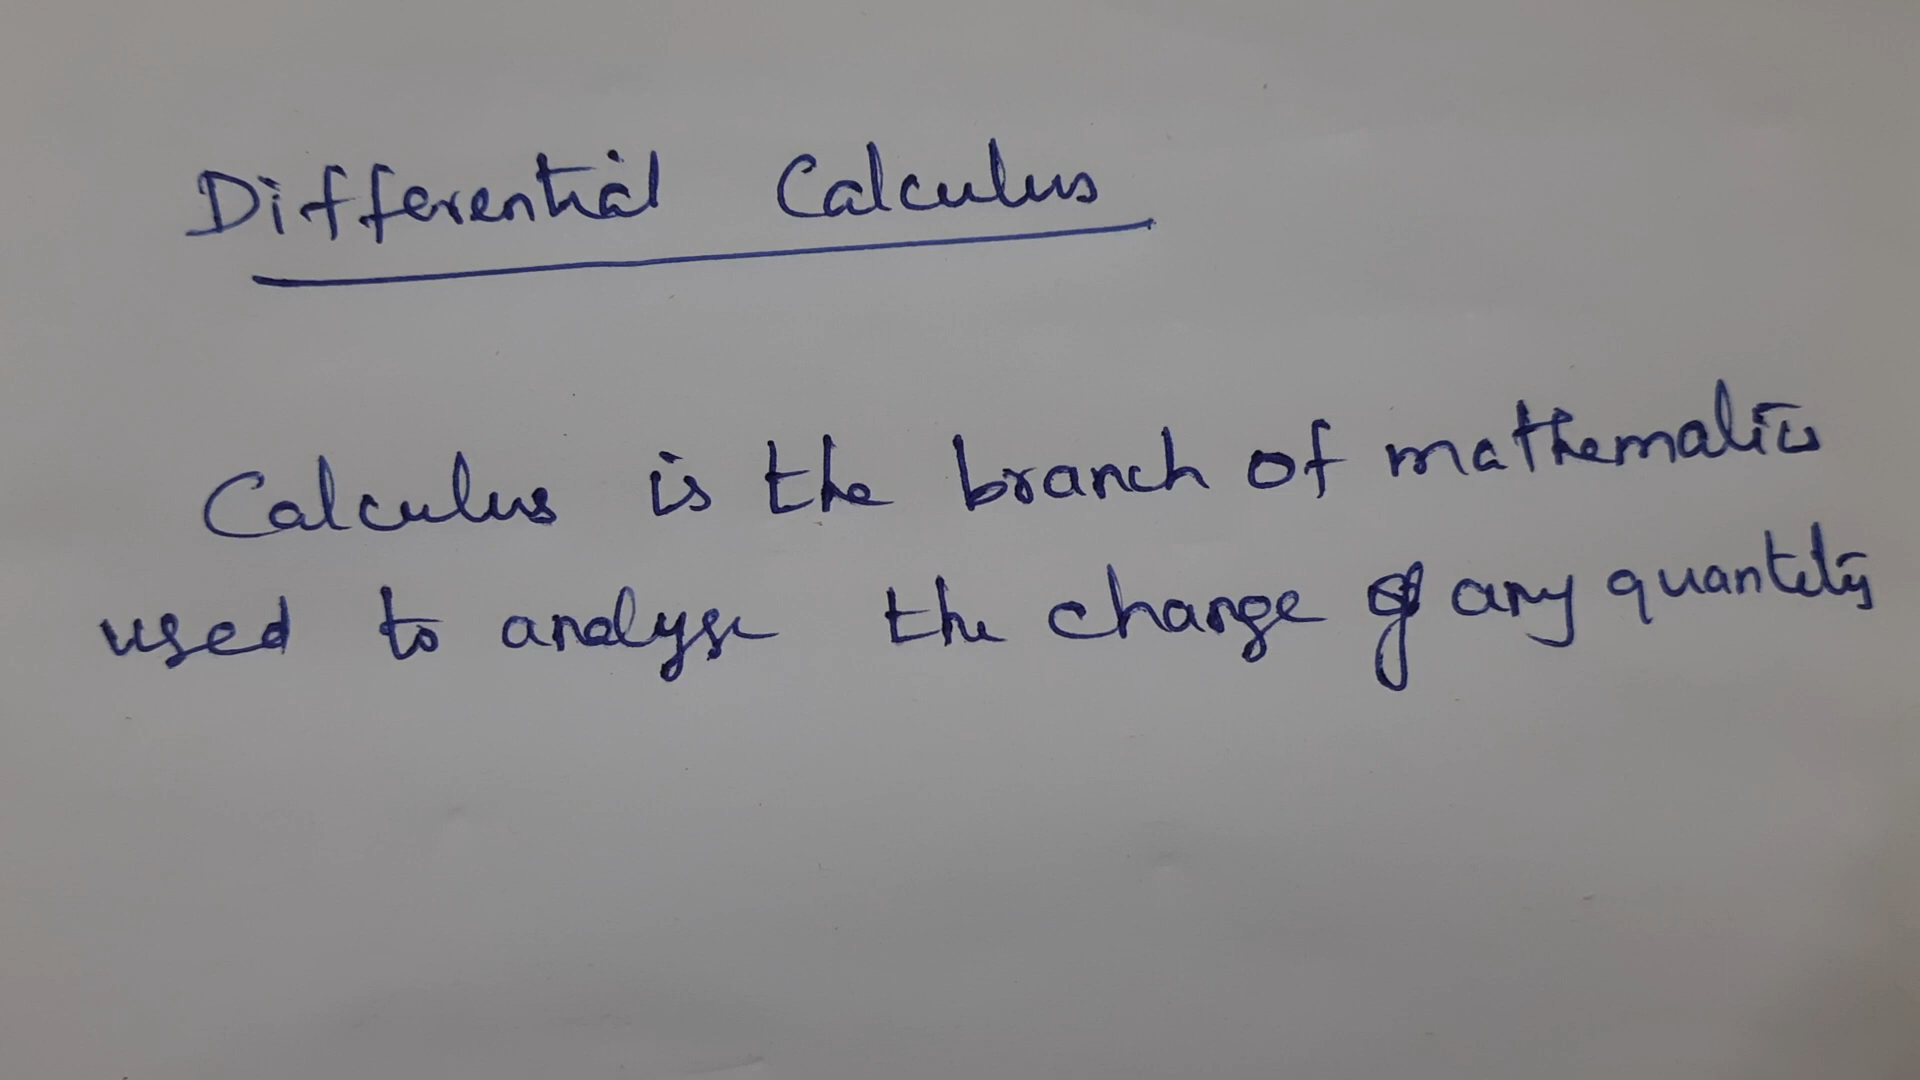 Differential Calculus
Calculus is the branch of mathematics
used to analyse the change of any quantity